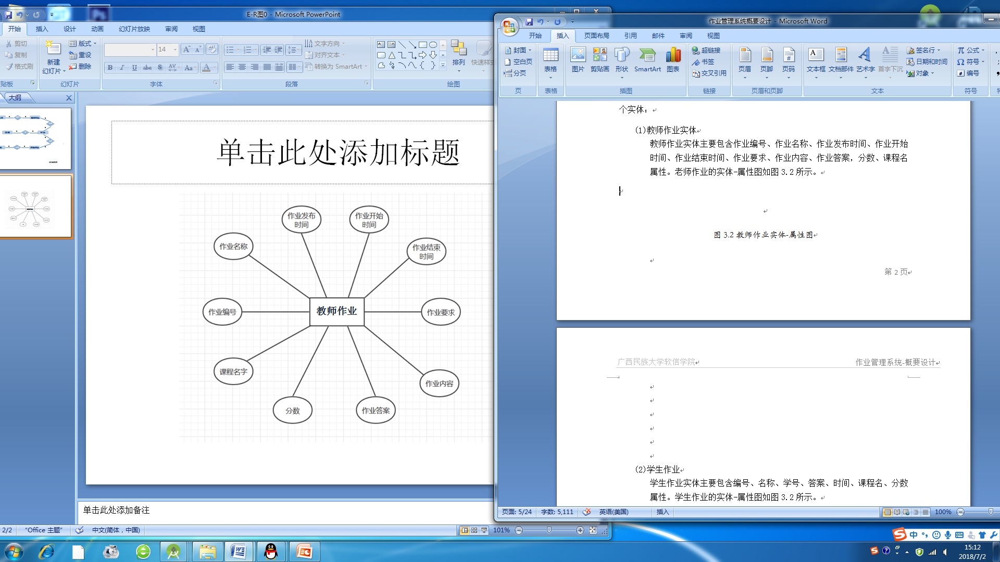 E-R图0 - Microsoft PowerPoint
开始 插入 设计 动画 幻灯片放映 审阅 视图
剪切 复制 格式刷 贴板
新建 幻灯片 版式 重设 删除 幻灯片
14
字体
文字方向 对齐文本 转换为 SmartArt 段落
排列 快速样式 绘图
大纲
单击此处添加标题
作业发布时间
作业开始时间
作业名称
作业结束时间
作业编号
教师作业
作业要求
课程名字
作业内容
分数
作业答案
单击此处添加备注
2/2 “Office 主题” 中文(简体，中国) 101%
作业管理系统概要设计 - Microsoft Word
开始 插入 页面布局 引用 邮件 审阅 视图
封面 空白页 分页 页
表格 表格
图片 剪贴画 形状 SmartArt 图表 插图
超链接 书签 交叉引用 链接
页眉 页脚 页码 页眉和页脚
文本框 文档部件 艺术字 首字下沉 签名行 日期和时间 对象 文本
公式 符号 编号 符号
个实体：
(1)教师作业实体
教师作业实体主要包含作业编号、作业名称、作业发布时间、作业开始
时间、作业结束时间、作业要求、作业内容、作业答案，分数、课程名
属性。老师作业的实体-属性图如图 3.2 所示。
图 3.2 教师作业实体-属性图
第 2 页
广西民族大学软信学院 作业管理系统-概要设计
(2)学生作业
学生作业实体主要包含编号、名称、学号、答案、时间、课程名、分数
属性。学生作业的实体-属性图如图 3.2 所示。
页面: 5/24 字数: 5,111 英语(美国) 插入 100%
中
15:12
2018/7/2